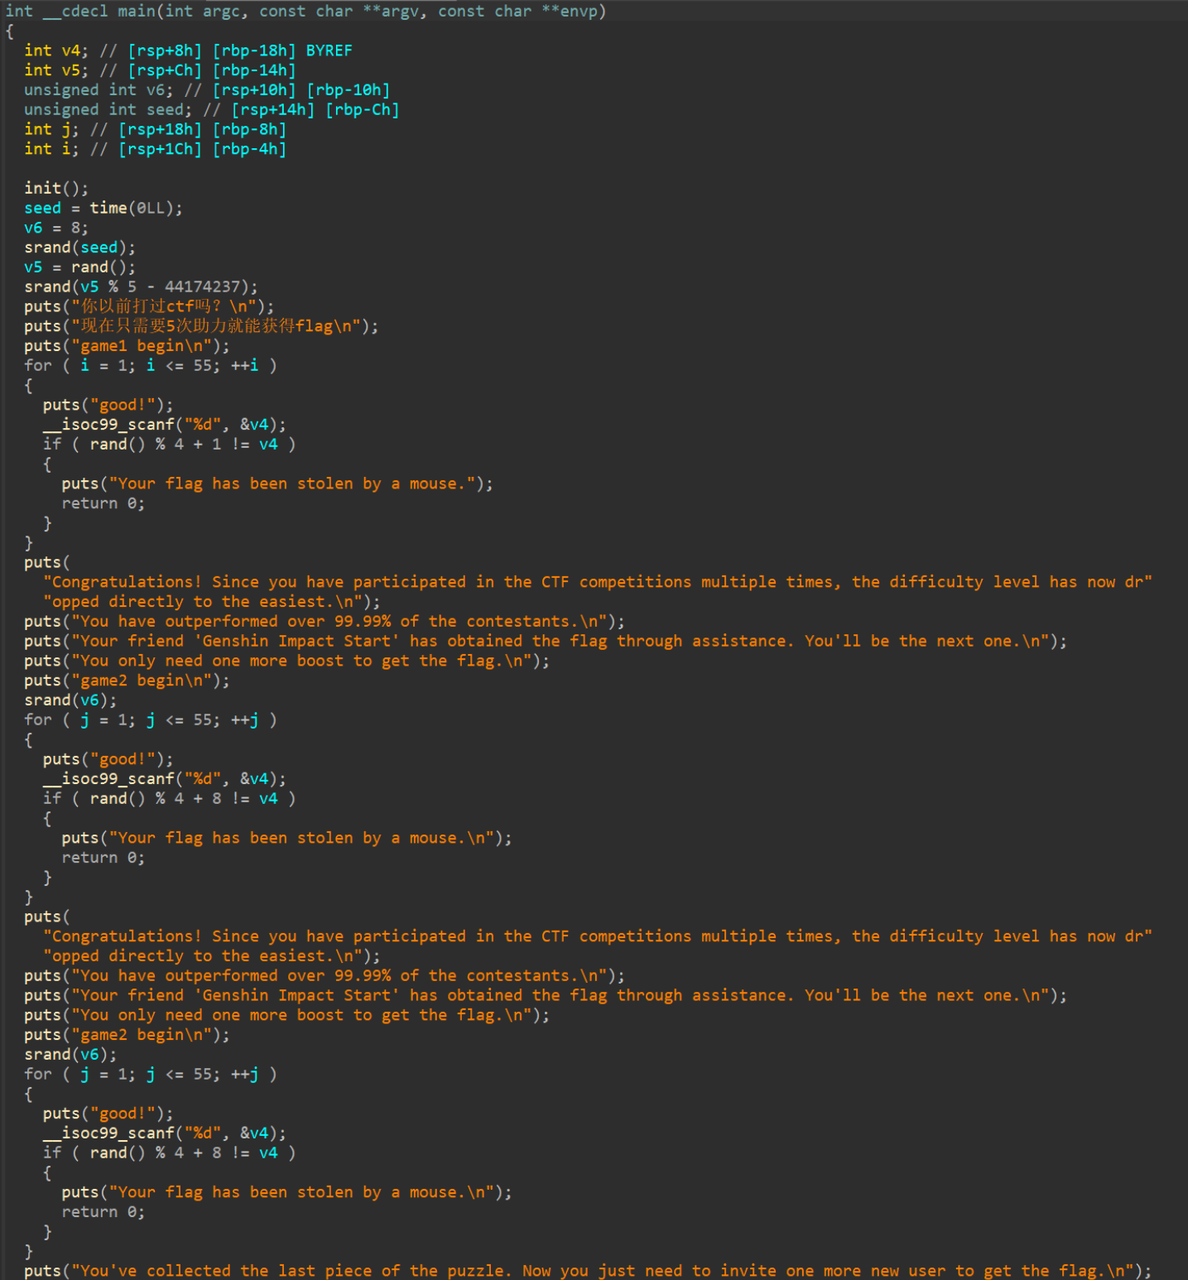 int __cdecl main(int argc, const char **argv, const char **envp)
{
  int v4; // [rsp+8h] [rbp-18h] BYREF
  int v5; // [rsp+Ch] [rbp-14h]
  unsigned int v6; // [rsp+10h] [rbp-10h]
  unsigned int seed; // [rsp+14h] [rbp-Ch]
  int j; // [rsp+18h] [rbp-8h]
  int i; // [rsp+1Ch] [rbp-4h]

  init();
  seed = time(0LL);
  v6 = 8;
  srand(seed);
  v5 = rand();
  srand(v5 % 5 - 44174237);
  puts("你以前打过ctf吗？\n");
  puts("现在只需要5次助力就能获得flag\n");
  puts("game1 begin\n");
  for ( i = 1; i <= 55; ++i )
  {
    puts("good!");
    __isoc99_scanf("%d", &v4);
    if ( rand() % 4 + 1 != v4 )
    {
      puts("Your flag has been stolen by a mouse.");
      return 0;
    }
  }
  puts(
    "Congratulations! Since you have participated in the CTF competitions multiple times, the difficulty level has now dr"
    "opped directly to the easiest.\n");
  puts("You have outperformed over 99.99% of the contestants.\n");
  puts("Your friend 'Genshin Impact Start' has obtained the flag through assistance. You'll be the next one.\n");
  puts("You only need one more boost to get the flag.\n");
  puts("game2 begin\n");
  srand(v6);
  for ( j = 1; j <= 55; ++j )
  {
    puts("good!");
    __isoc99_scanf("%d", &v4);
    if ( rand() % 4 + 8 != v4 )
    {
      puts("Your flag has been stolen by a mouse.\n");
      return 0;
    }
  }
  puts(
    "Congratulations! Since you have participated in the CTF competitions multiple times, the difficulty level has now dr"
    "opped directly to the easiest.\n");
  puts("You have outperformed over 99.99% of the contestants.\n");
  puts("Your friend 'Genshin Impact Start' has obtained the flag through assistance. You'll be the next one.\n");
  puts("You only need one more boost to get the flag.\n");
  puts("game2 begin\n");
  srand(v6);
  for ( j = 1; j <= 55; ++j )
  {
    puts("good!");
    __isoc99_scanf("%d", &v4);
    if ( rand() % 4 + 8 != v4 )
    {
      puts("Your flag has been stolen by a mouse.\n");
      return 0;
    }
  }
  puts("You've collected the last piece of the puzzle. Now you just need to invite one more new user to get the flag.\n");